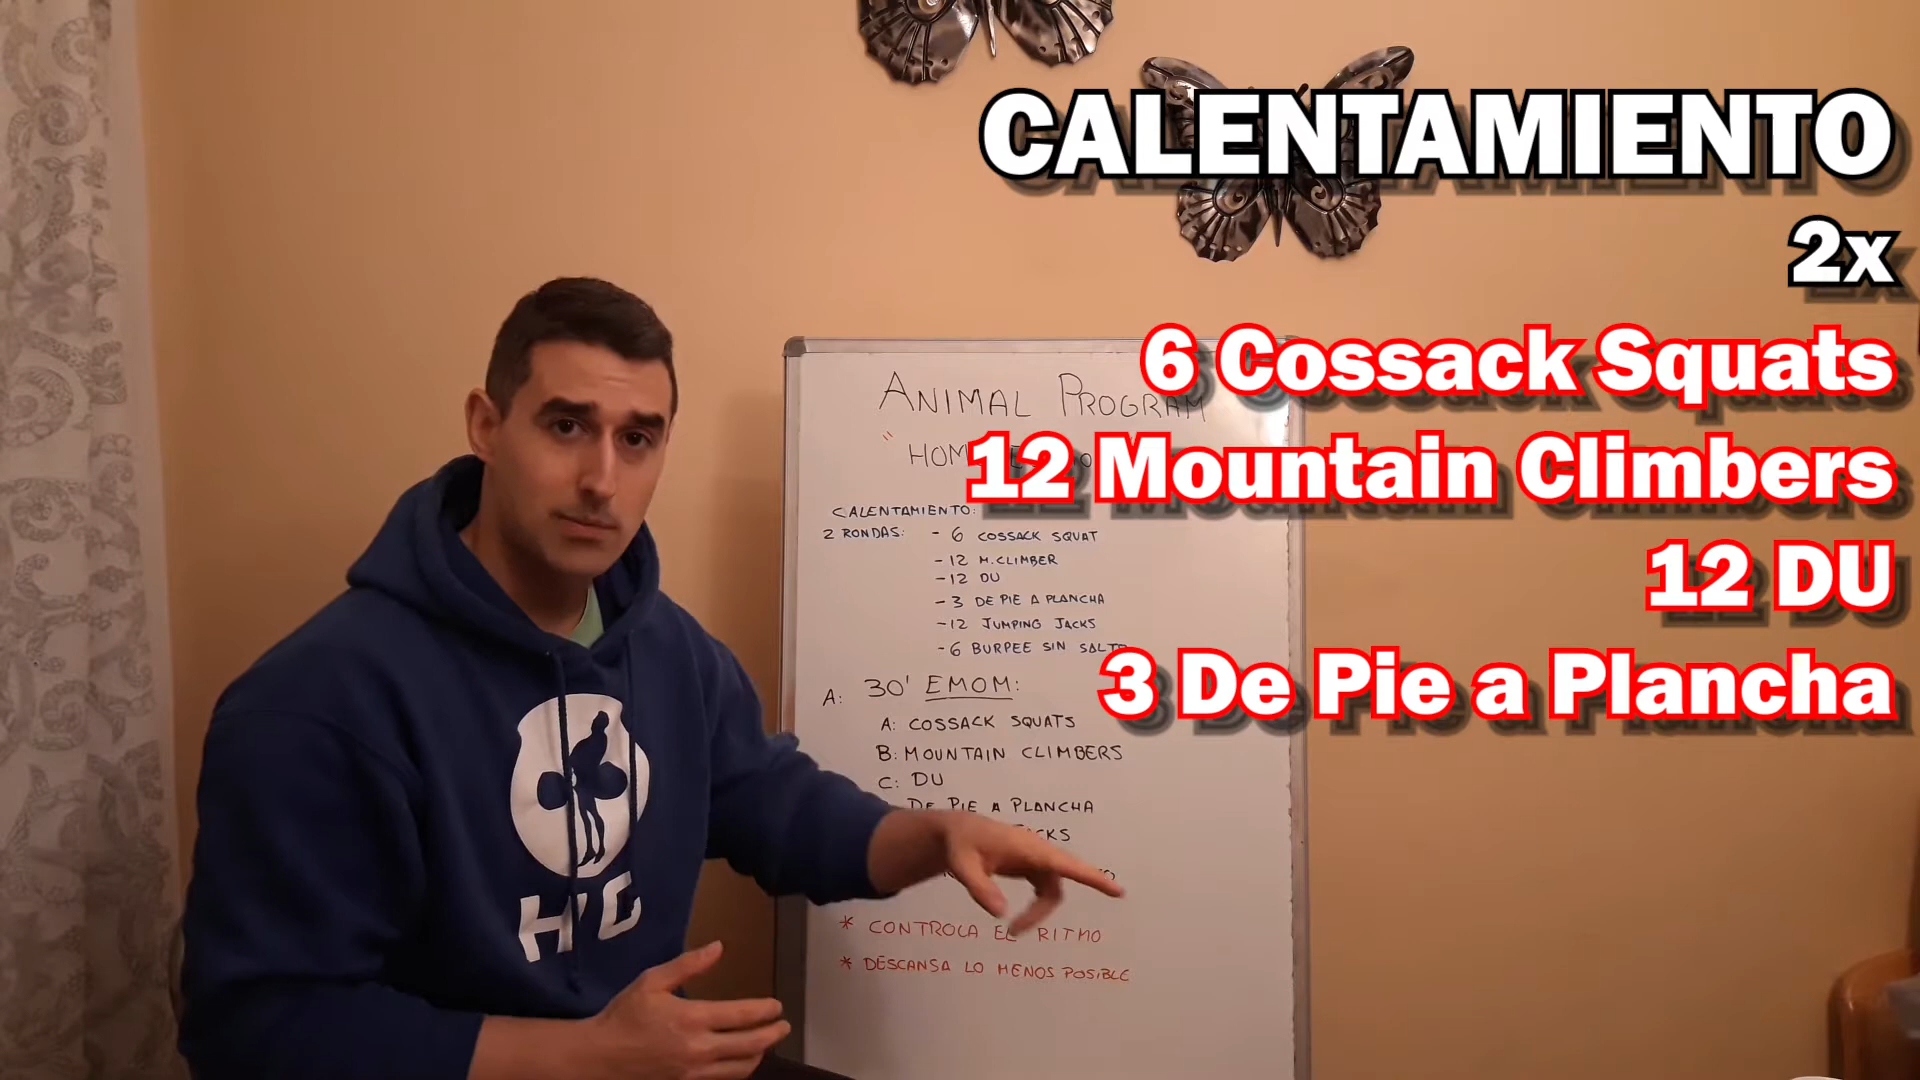 CALENTAMIENTO
2x
6 Cossack Squats
12 Mountain Climbers
12 DU
3 De Pie a Plancha
ANIMAL PROGRAM
"HOM
CALENTAMIENTO:
2 RONDAS: - 6 COSSACK SQUAT
- 12 M.CLIMBER
- 12 DU
- 3 DE PIE A PLANCHA
- 12 JUMPING JACKS
- 6 BURPEE SIN SALTO
A: 30' EMOM:
A: COSSACK SQUATS
B: MOUNTAIN CLIMBERS
C: DU
DE PIE A PLANCHA
* CONTROLA EL RITMO
* DESCANSA LO MENOS POSIBLE
H'G